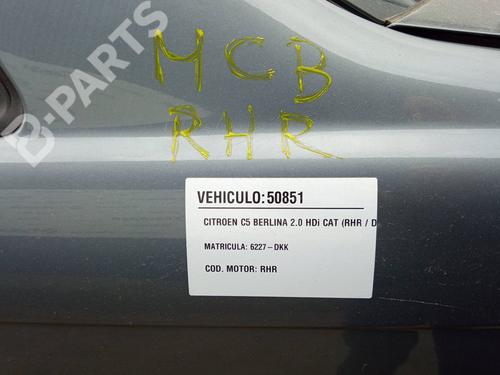 B-PARTS
MCB
RHR
VEHICULO:50851
CITROEN C5 BERLINA 2.0 HDi CAT (RHR / D
MATRICULA: 6227-DKK
COD. MOTOR: RHR